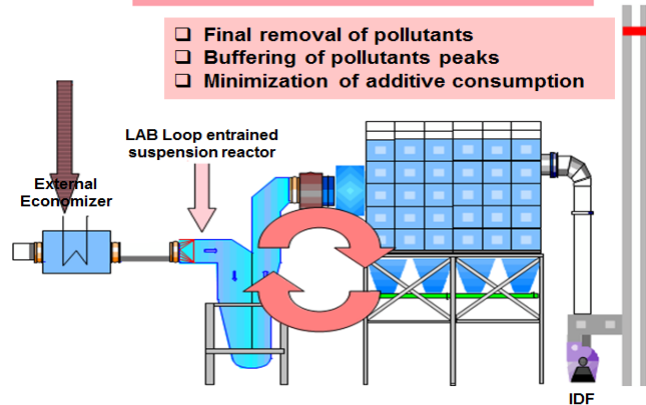 ❑ Final removal of pollutants
❑ Buffering of pollutants peaks
❑ Minimization of additive consumption
LAB Loop entrained
suspension reactor
External
Economizer
IDF